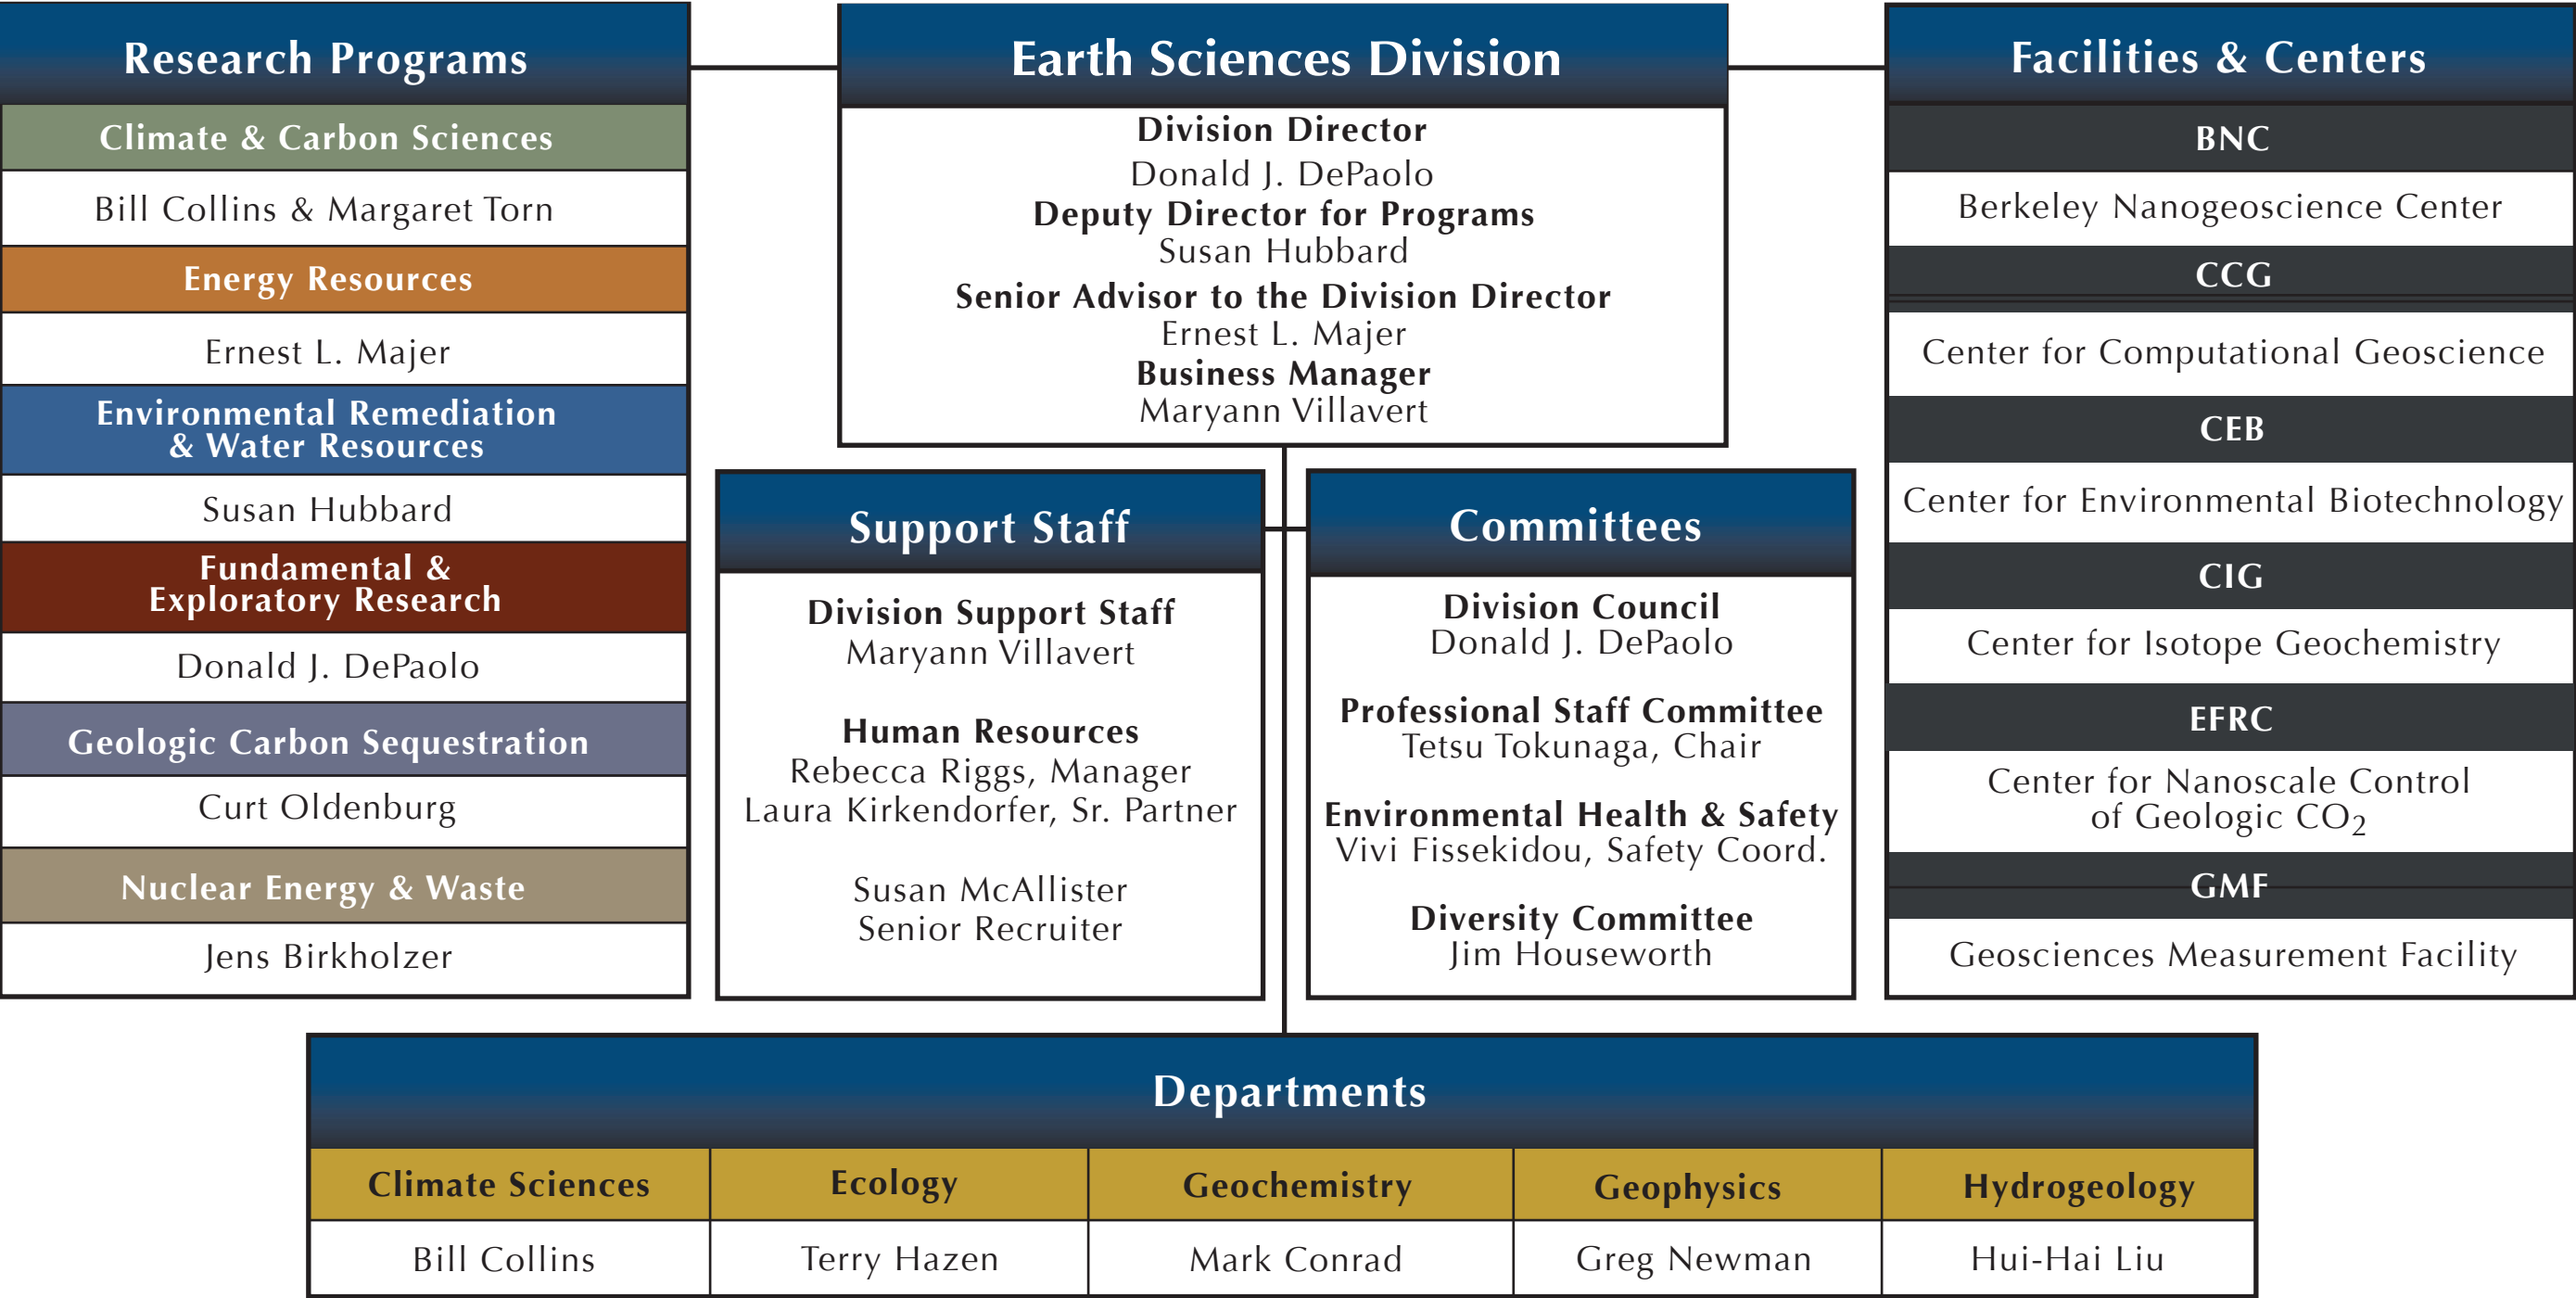 Research Programs
Climate & Carbon Sciences
Bill Collins & Margaret Torn
Energy Resources
Ernest L. Majer
Environmental Remediation
& Water Resources
Susan Hubbard
Fundamental &
Exploratory Research
Donald J. DePaolo
Geologic Carbon Sequestration
Curt Oldenburg
Nuclear Energy & Waste
Jens Birkholzer
Earth Sciences Division
Division Director
Donald J. DePaolo
Deputy Director for Programs
Susan Hubbard
Senior Advisor to the Division Director
Ernest L. Majer
Business Manager
Maryann Villavert
Support Staff
Division Support Staff
Maryann Villavert
Human Resources
Rebecca Riggs, Manager
Laura Kirkendorfer, Sr. Partner
Susan McAllister
Senior Recruiter
Committees
Division Council
Donald J. DePaolo
Professional Staff Committee
Tetsu Tokunaga, Chair
Environmental Health & Safety
Vivi Fissekidou, Safety Coord.
Diversity Committee
Jim Houseworth
Facilities & Centers
BNC
Berkeley Nanogeoscience Center
CCG
Center for Computational Geoscience
CEB
Center for Environmental Biotechnology
CIG
Center for Isotope Geochemistry
EFRC
Center for Nanoscale Control
of Geologic CO₂
GMF
Geosciences Measurement Facility
Departments
Climate Sciences
Bill Collins
Ecology
Terry Hazen
Geochemistry
Mark Conrad
Geophysics
Greg Newman
Hydrogeology
Hui-Hai Liu